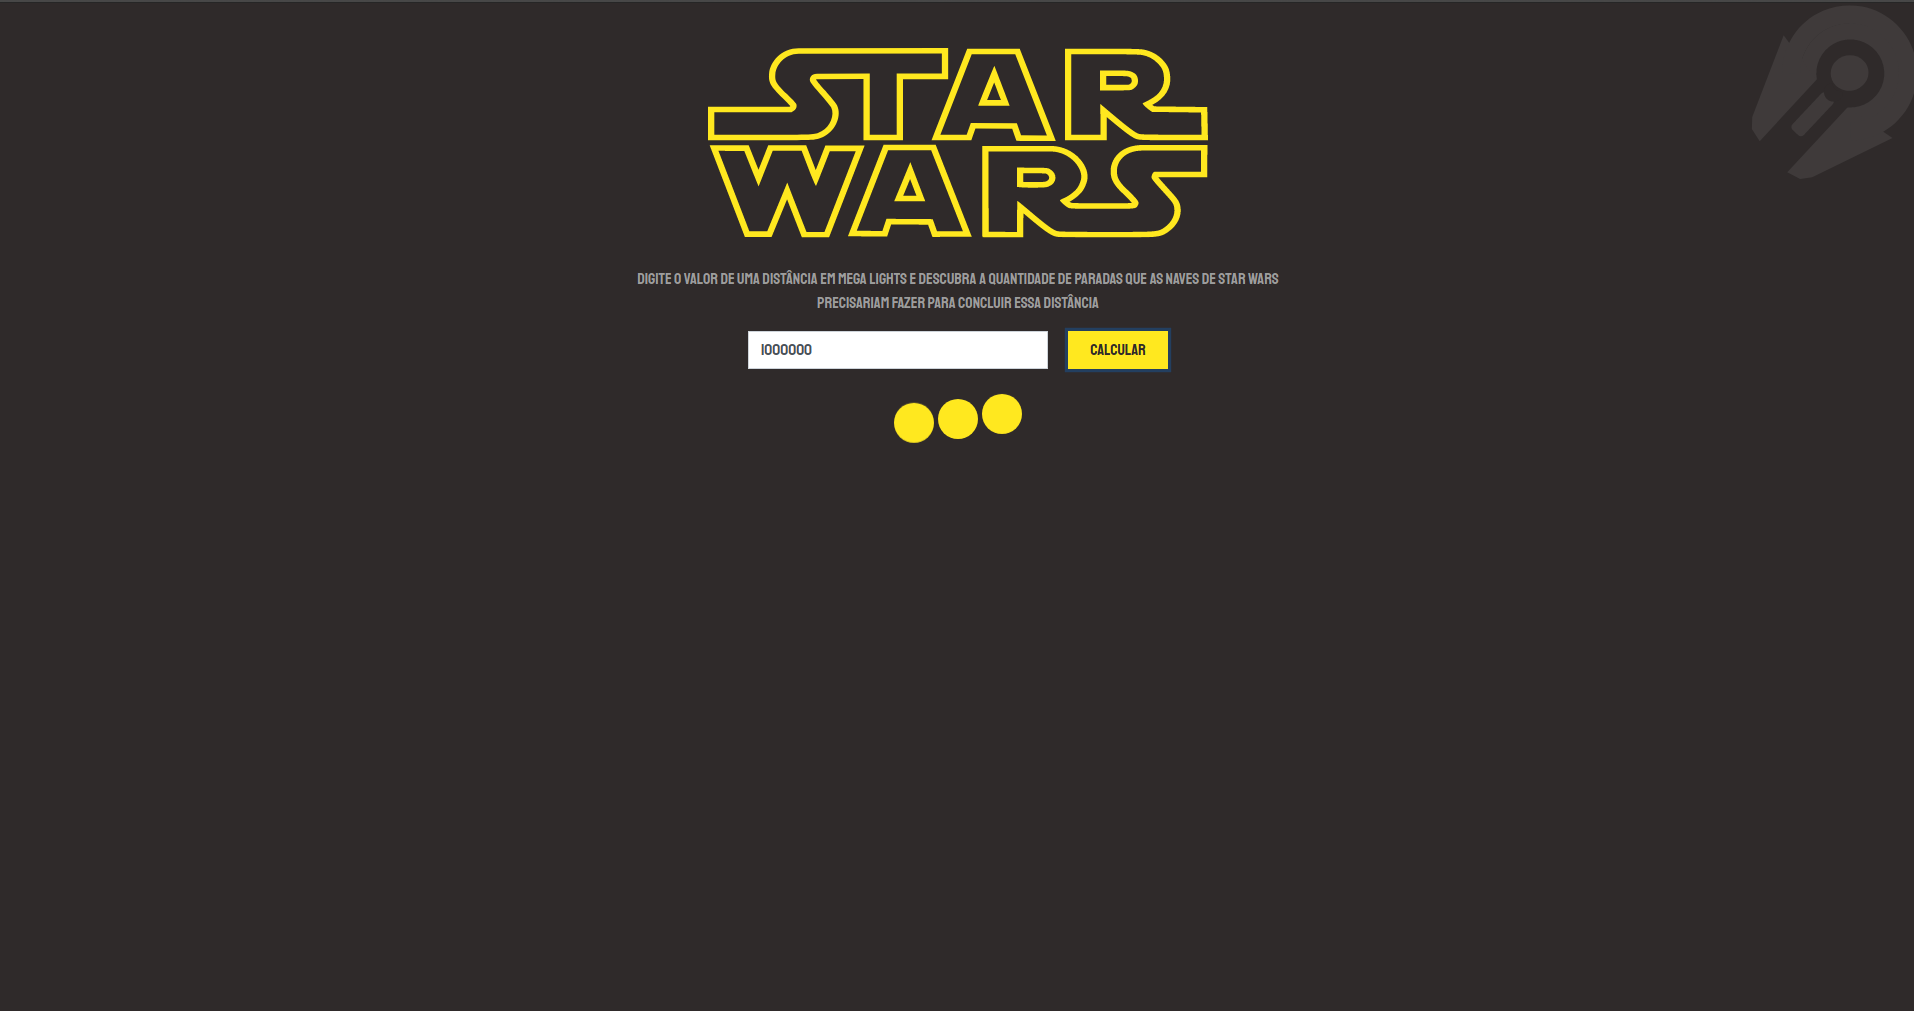 STAR
WARS
DIGITE O VALOR DE UMA DISTÂNCIA EM MEGA LIGHTS E DESCUBRA A QUANTIDADE DE PARADAS QUE AS NAVES DE STAR WARS
PRECISARIAM FAZER PARA CONCLUIR ESSA DISTÂNCIA
1000000 CALCULAR